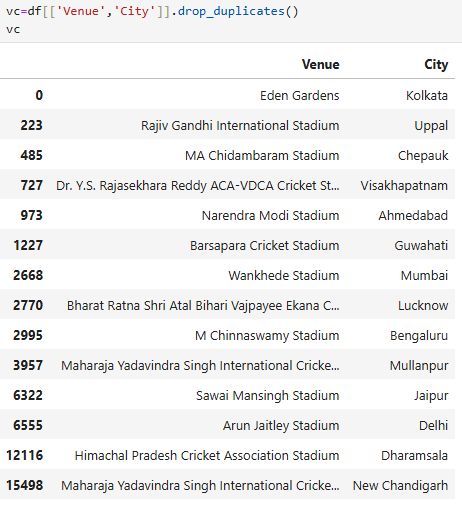 vc=df[['Venue','City']].drop_duplicates()
vc
Venue City
0 Eden Gardens Kolkata
223 Rajiv Gandhi International Stadium Uppal
485 MA Chidambaram Stadium Chepauk
727 Dr. Y.S. Rajasekhara Reddy ACA-VDCA Cricket St... Visakhapatnam
973 Narendra Modi Stadium Ahmedabad
1227 Barsapara Cricket Stadium Guwahati
2668 Wankhede Stadium Mumbai
2770 Bharat Ratna Shri Atal Bihari Vajpayee Ekana C... Lucknow
2995 M Chinnaswamy Stadium Bengaluru
3957 Maharaja Yadavindra Singh International Cricke... Mullanpur
6322 Sawai Mansingh Stadium Jaipur
6555 Arun Jaitley Stadium Delhi
12116 Himachal Pradesh Cricket Association Stadium Dharamsala
15498 Maharaja Yadavindra Singh International Cricke... New Chandigarh